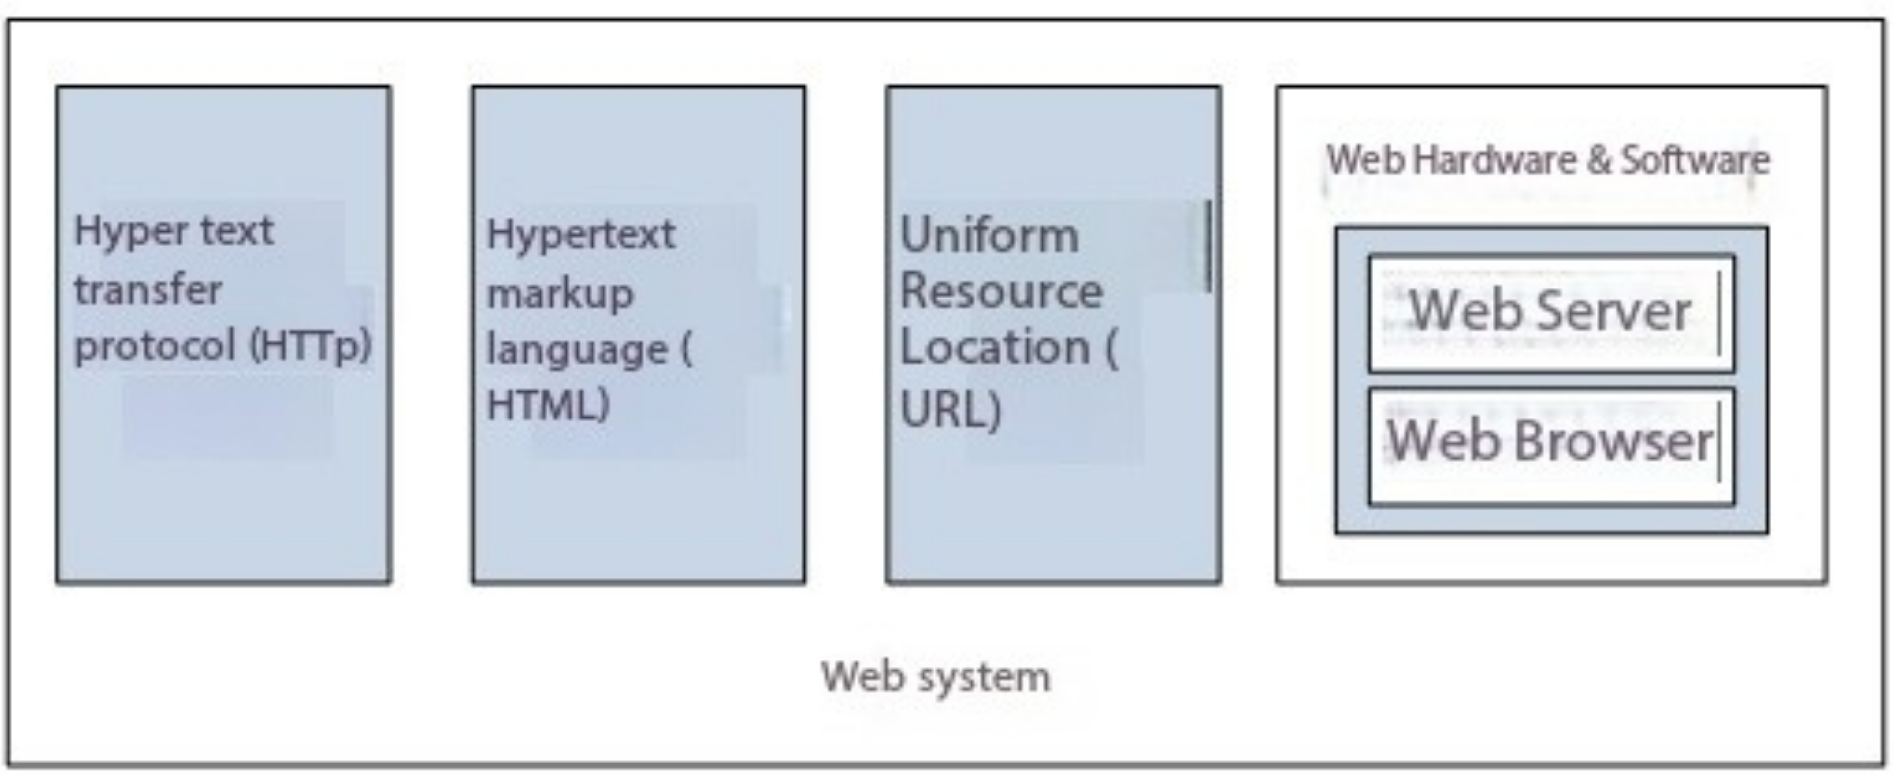 Hyper text
transfer
protocol (HTTp)
Hypertext
markup
language (
HTML)
Uniform
Resource
Location (
URL)
Web Hardware & Software
Web Server
Web Browser
Web system